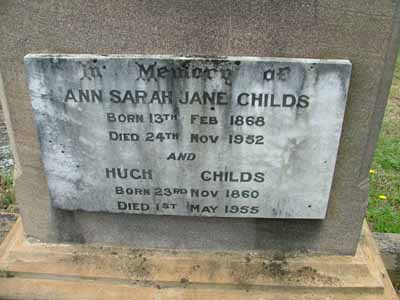 In Memory of
ANN SARAH JANE CHILDS
BORN 13TH FEB 1868
DIED 24TH NOV 1952
AND
HUGH CHILDS
BORN 23RD NOV 1860
DIED 1ST MAY 1955